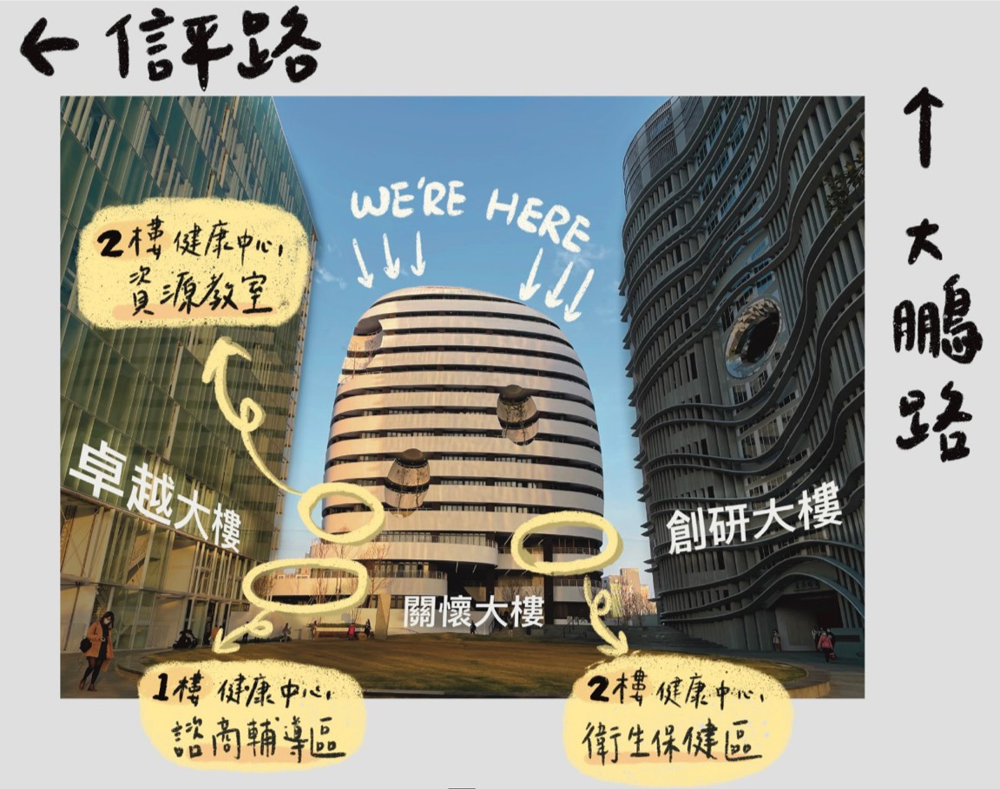 ← 信平路
↑
大鵬路
WE'RE HERE
2樓健康中心,
資源教室
卓越大樓
創研大樓
關懷大樓
1樓健康中心,
諮商輔導區
2樓健康中心,
衛生保健區